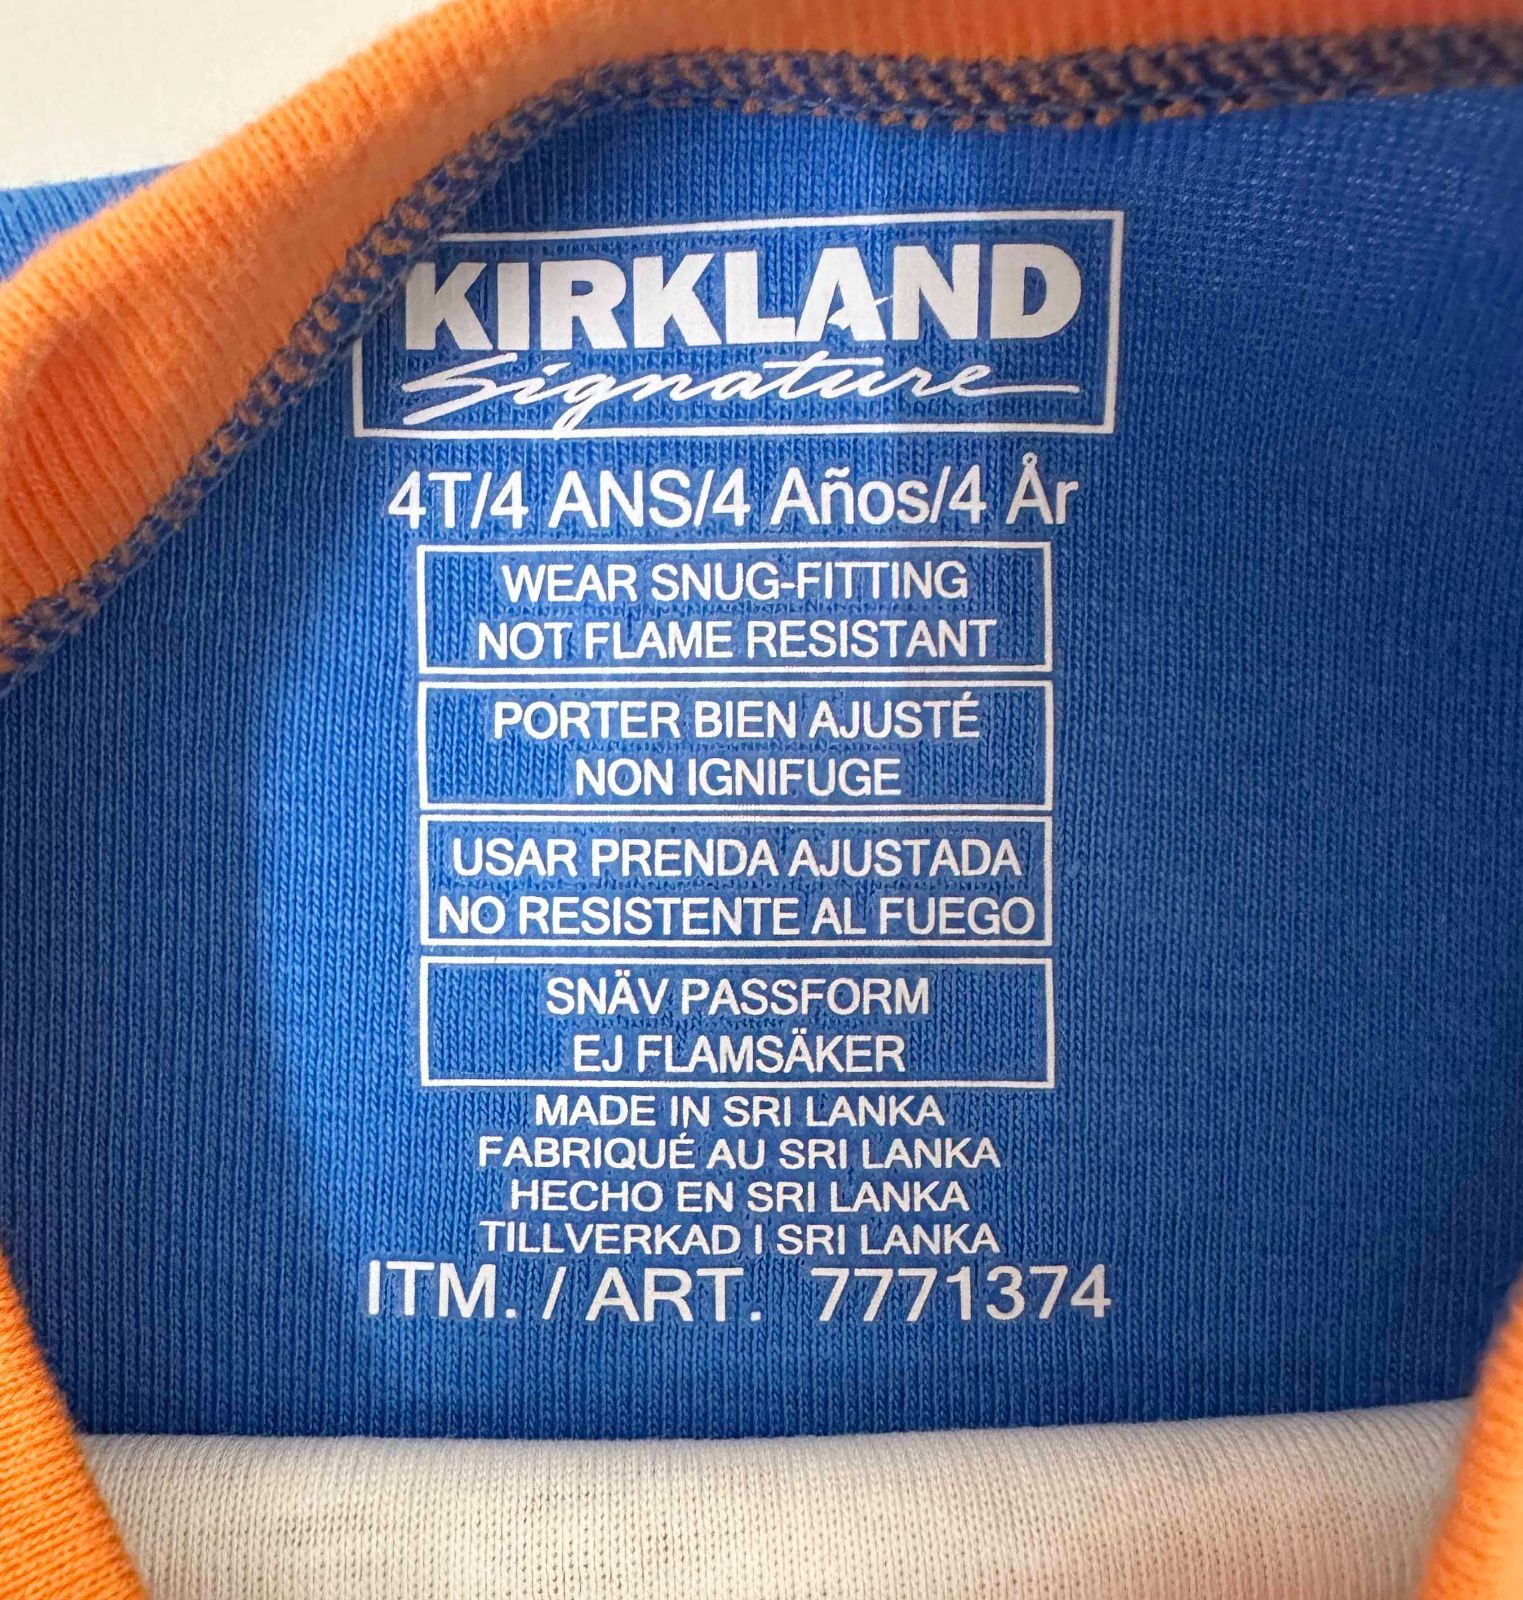 KIRKLAND
Signature
4T/4 ANS/4 Años/4 År
WEAR SNUG-FITTING
NOT FLAME RESISTANT
PORTER BIEN AJUSTÉ
NON IGNIFUGE
USAR PRENDA AJUSTADA
NO RESISTENTE AL FUEGO
SNÄV PASSFORM
EJ FLAMSÄKER
MADE IN SRI LANKA
FABRIQUÉ AU SRI LANKA
HECHO EN SRI LANKA
TILLVERKAD I SRI LANKA
ITM. / ART. 7771374